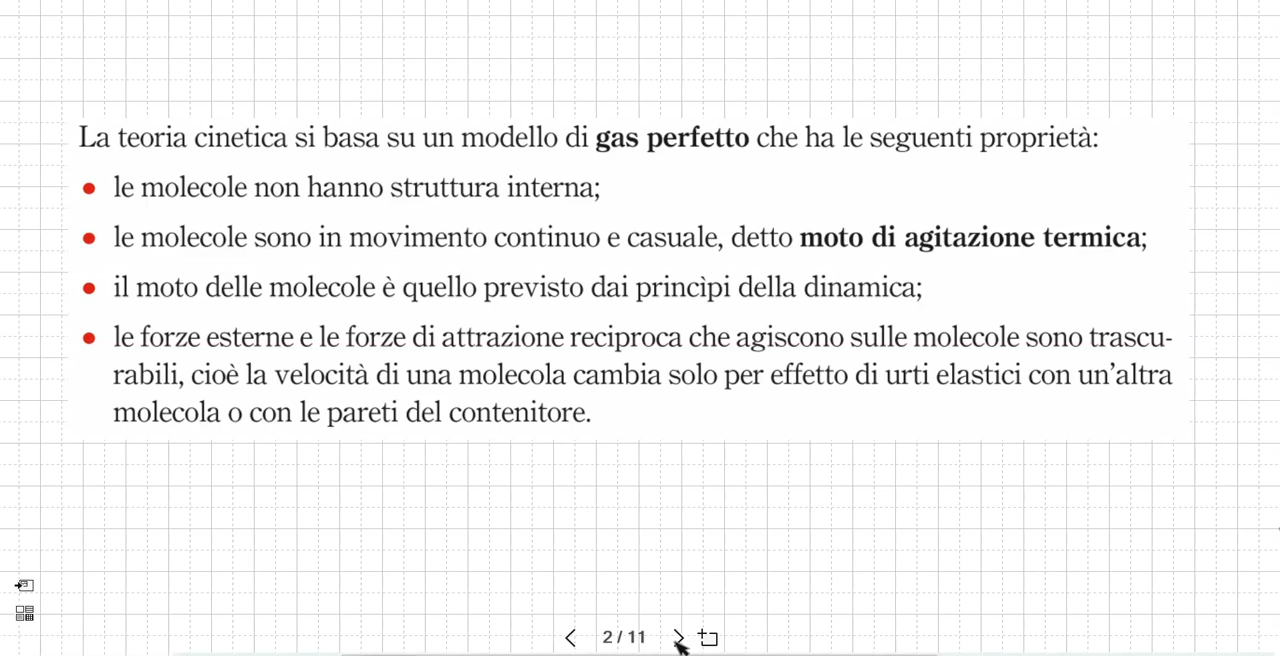 La teoria cinetica si basa su un modello di gas perfetto che ha le seguenti proprietà:
• le molecole non hanno struttura interna;
• le molecole sono in movimento continuo e casuale, detto moto di agitazione termica;
• il moto delle molecole è quello previsto dai princìpi della dinamica;
• le forze esterne e le forze di attrazione reciproca che agiscono sulle molecole sono trascu-
rabili, cioè la velocità di una molecola cambia solo per effetto di urti elastici con un’altra
molecola o con le pareti del contenitore.
2 / 11